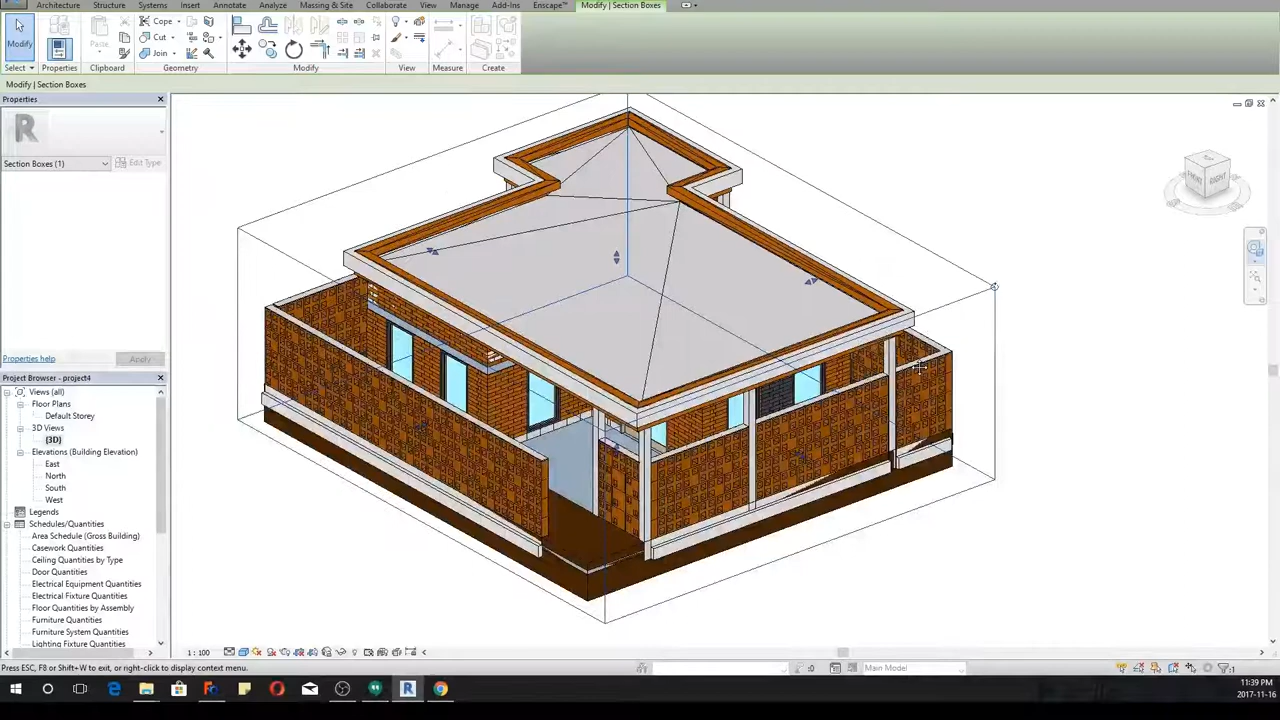 Architecture Structure Systems Insert Annotate Analyze Massing & Site Collaborate View Manage Add-Ins Enscape™ Modify | Section Boxes
Modify
Paste
Cope
Cut
Join
Select Properties Clipboard Geometry Modify View Measure Create
Modify | Section Boxes
Properties
R
Section Boxes (1)
Edit Type
Properties help
Apply
Project Browser - project4
Views (all)
Floor Plans
Default Storey
3D Views
{3D}
Elevations (Building Elevation)
East
North
South
West
Legends
Schedules/Quantities
Area Schedule (Gross Building)
Casework Quantities
Ceiling Quantities by Type
Door Quantities
Electrical Equipment Quantities
Electrical Fixture Quantities
Floor Quantities by Assembly
Furniture Quantities
Furniture System Quantities
Lighting Fixture Quantities
FRONT RIGHT
1 : 100
Press ESC, F8 or Shift+W to exit, or right-click to display context menu.
:0
Main Model
:1
11:39 PM
2017-11-16